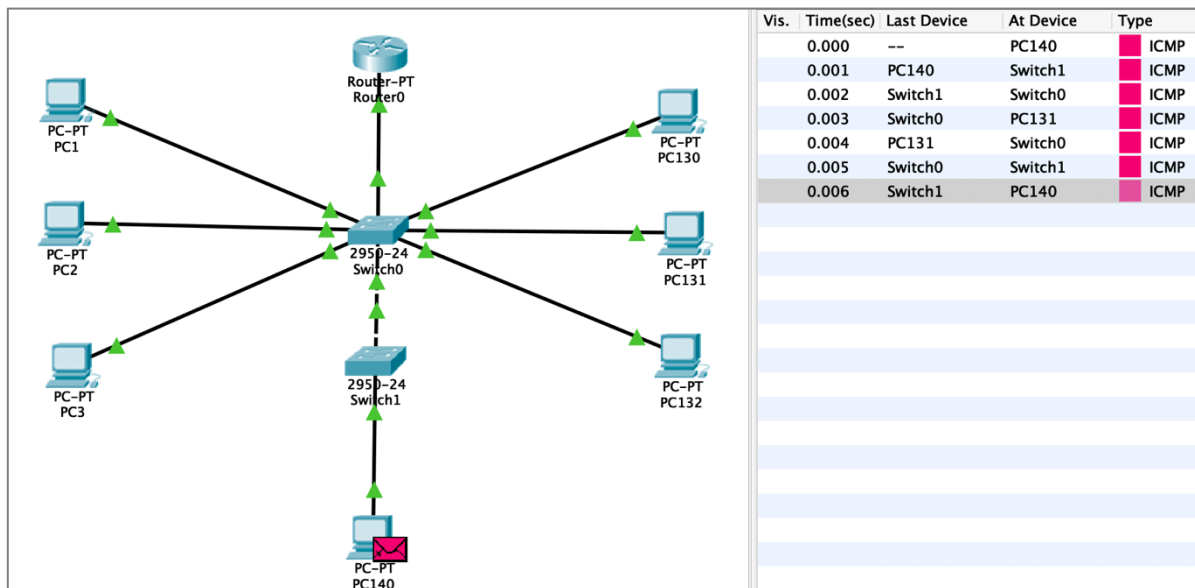 Router-PT
Router0
PC-PT
PC1
PC-PT
PC130
PC-PT
PC2
2950-24
Switch0
PC-PT
PC131
PC-PT
PC3
2950-24
Switch1
PC-PT
PC132
PC-PT
PC140
Vis. Time(sec) Last Device At Device Type
0.000 -- PC140 ICMP
0.001 PC140 Switch1 ICMP
0.002 Switch1 Switch0 ICMP
0.003 Switch0 PC131 ICMP
0.004 PC131 Switch0 ICMP
0.005 Switch0 Switch1 ICMP
0.006 Switch1 PC140 ICMP